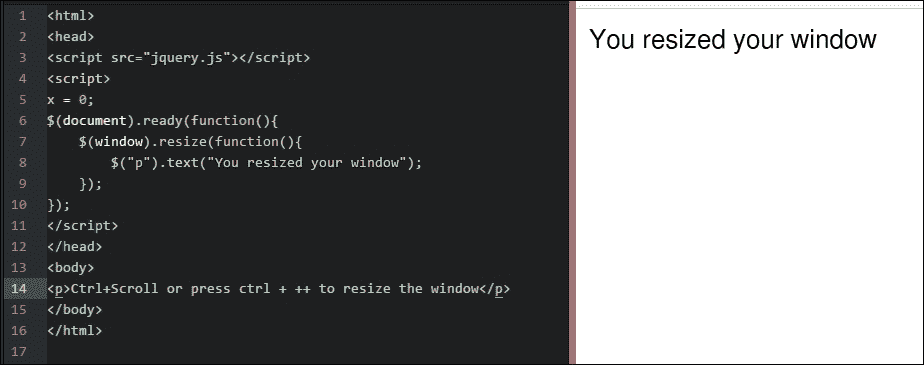 1 <html>
2 <head>
3 <script src="jquery.js"></script>
4 <script>
5 x = 0;
6 $(document).ready(function(){
7     $(window).resize(function(){
8         $("p").text("You resized your window");
9     });
10 });
11 </script>
12 </head>
13 <body>
14 <p>Ctrl+Scroll or press ctrl + ++ to resize the window</p>
15 </body>
16 </html>
17
You resized your window